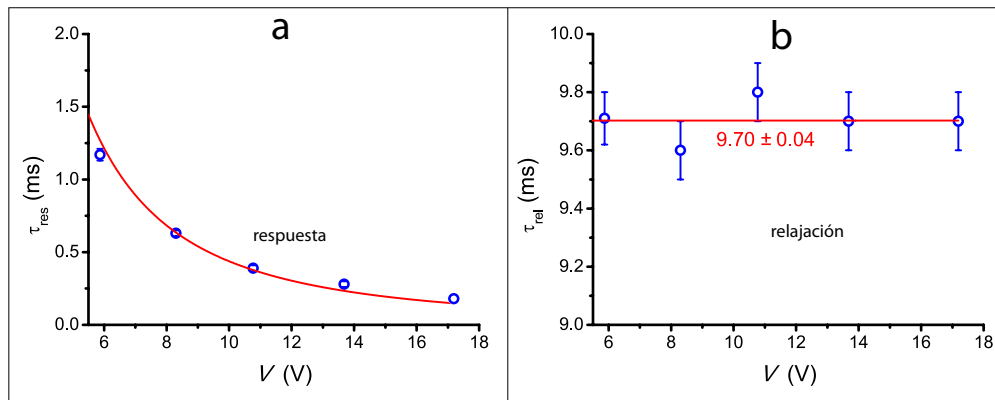 a
2.0
1.5
1.0
0.5
0.0
τres (ms)
respuesta
6 8 10 12 14 16 18
V (V)
b
10.0
9.8
9.6
9.4
9.2
9.0
τrel (ms)
9.70 ± 0.04
relajación
6 8 10 12 14 16 18
V (V)